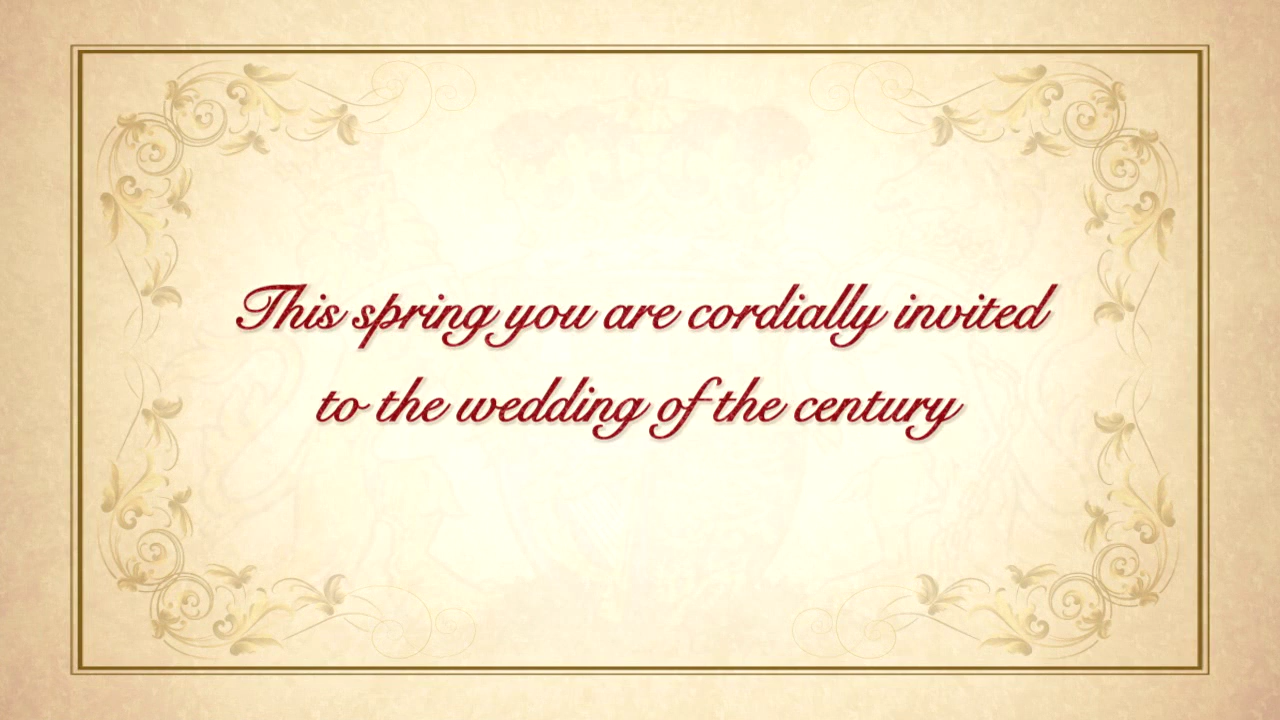 This spring you are cordially invited
to the wedding of the century